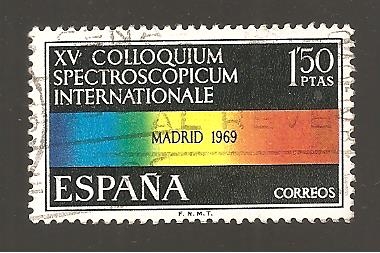 XV COLLOQUIUM
SPECTROSCOPICUM
INTERNATIONALE
1'50
PTAS
MADRID 1969
ESPAÑA
CORREOS
F.N.M.T.